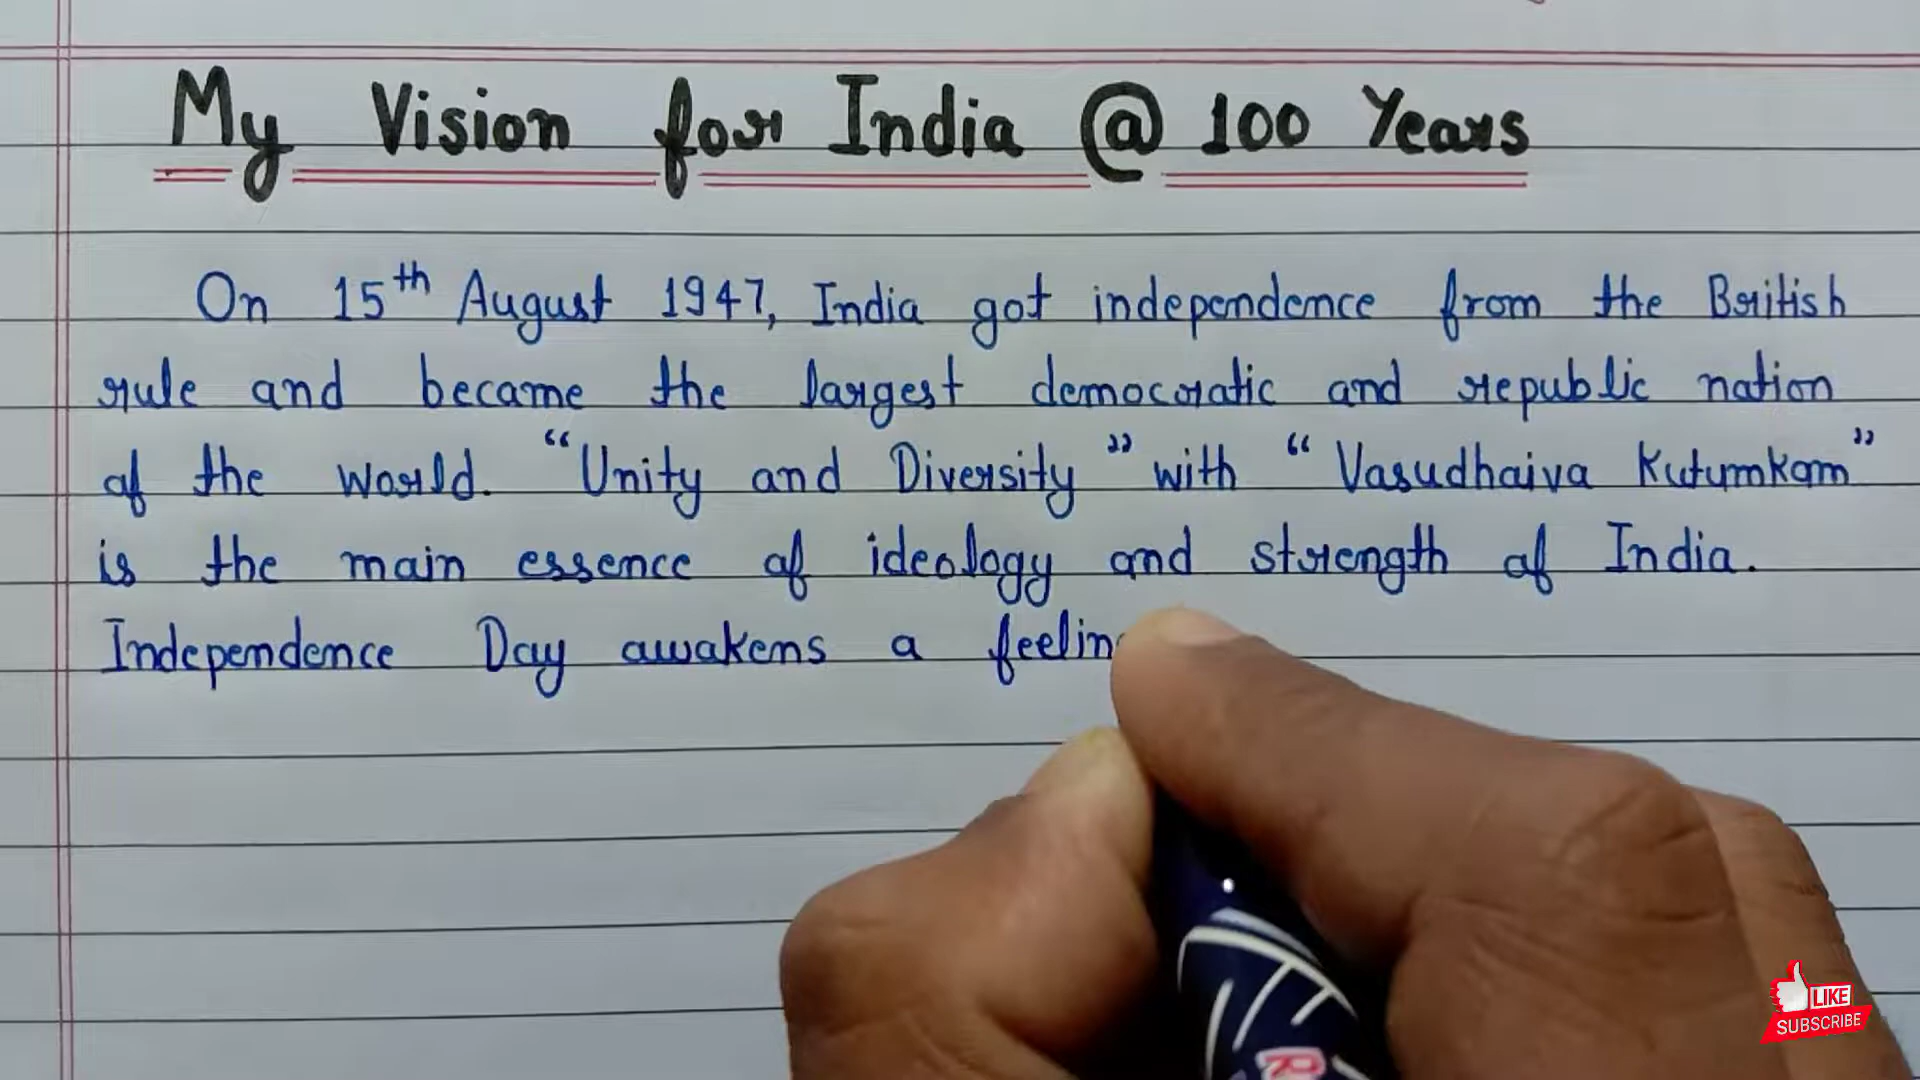 My Vision for India @ 100 Years
On 15th August 1947, India got independence from the British
rule and became the largest democratic and republic nation
of the world. “Unity and Diversity” with “Vasudhaiva Kutumkam”
is the main essence of ideology and strength of India.
Independence Day awakens a feelin
LIKE
SUBSCRIBE